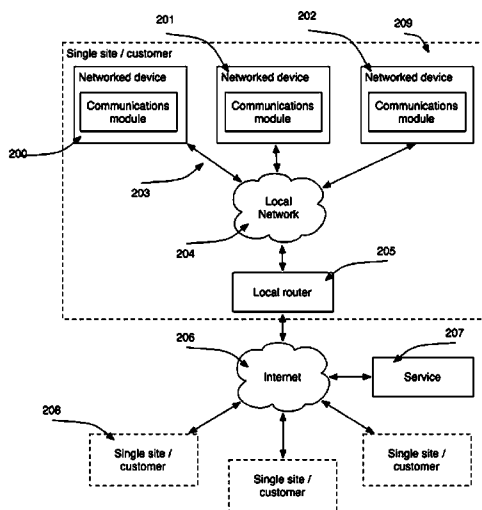 201
202
209
Single site / customer
Networked device
Networked device
Networked device
Communications
module
Communications
module
Communications
module
200
203
Local
Network
204
205
Local router
206
207
Internet
Service
208
Single site /
customer
Single site /
customer
Single site /
customer